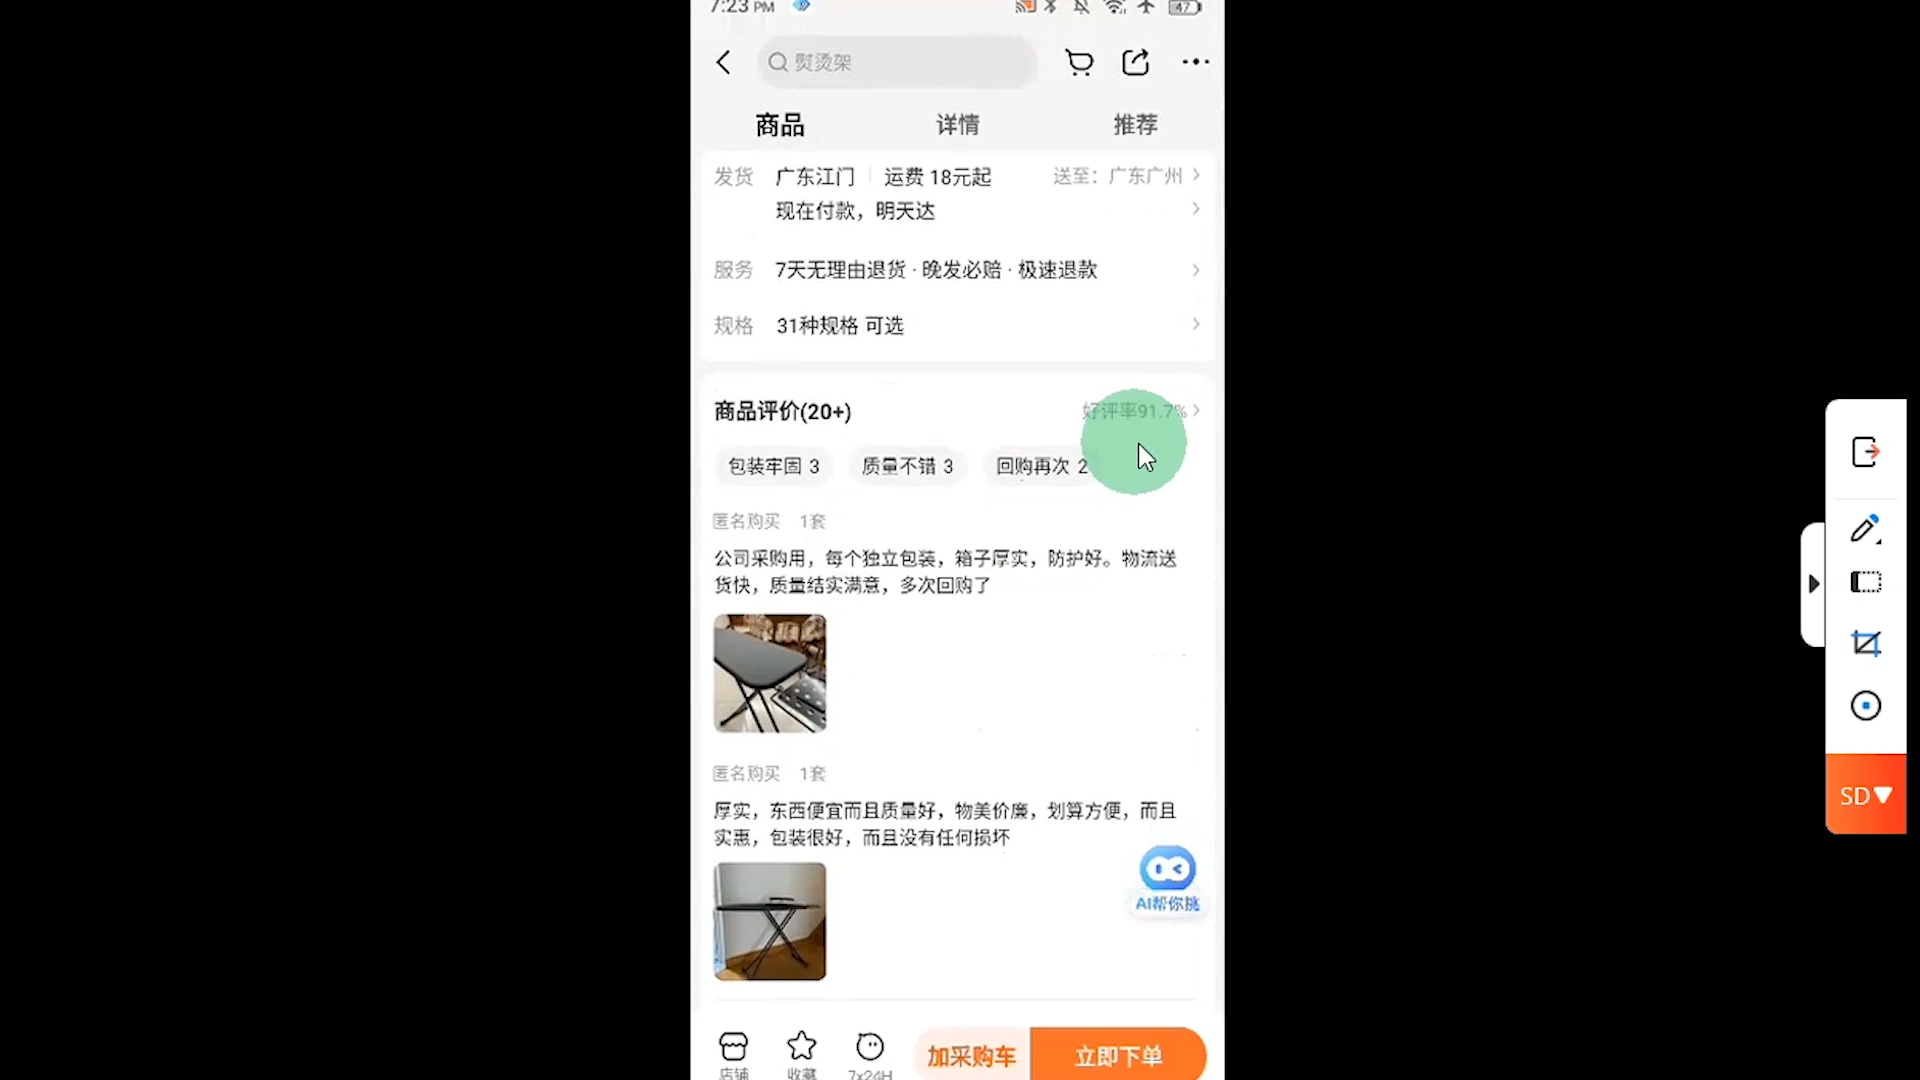 7:23 PM
47
熨烫架
商品
详情
推荐
发货 广东江门 运费 18元起 送至：广东广州
现在付款，明天达
服务 7天无理由退货 · 晚发必赔 · 极速退款
规格 31种规格 可选
商品评价(20+) 好评率91.7%
包装牢固 3 质量不错 3 回购再次 2
匿名购买 1套
公司采购用，每个独立包装，箱子厚实，防护好。物流送
货快，质量结实满意，多次回购了
匿名购买 1套
厚实，东西便宜而且质量好，物美价廉，划算方便，而且
实惠，包装很好，而且没有任何损坏
AI帮你挑
SD
加采购车
立即下单
店铺 收藏 7x24H